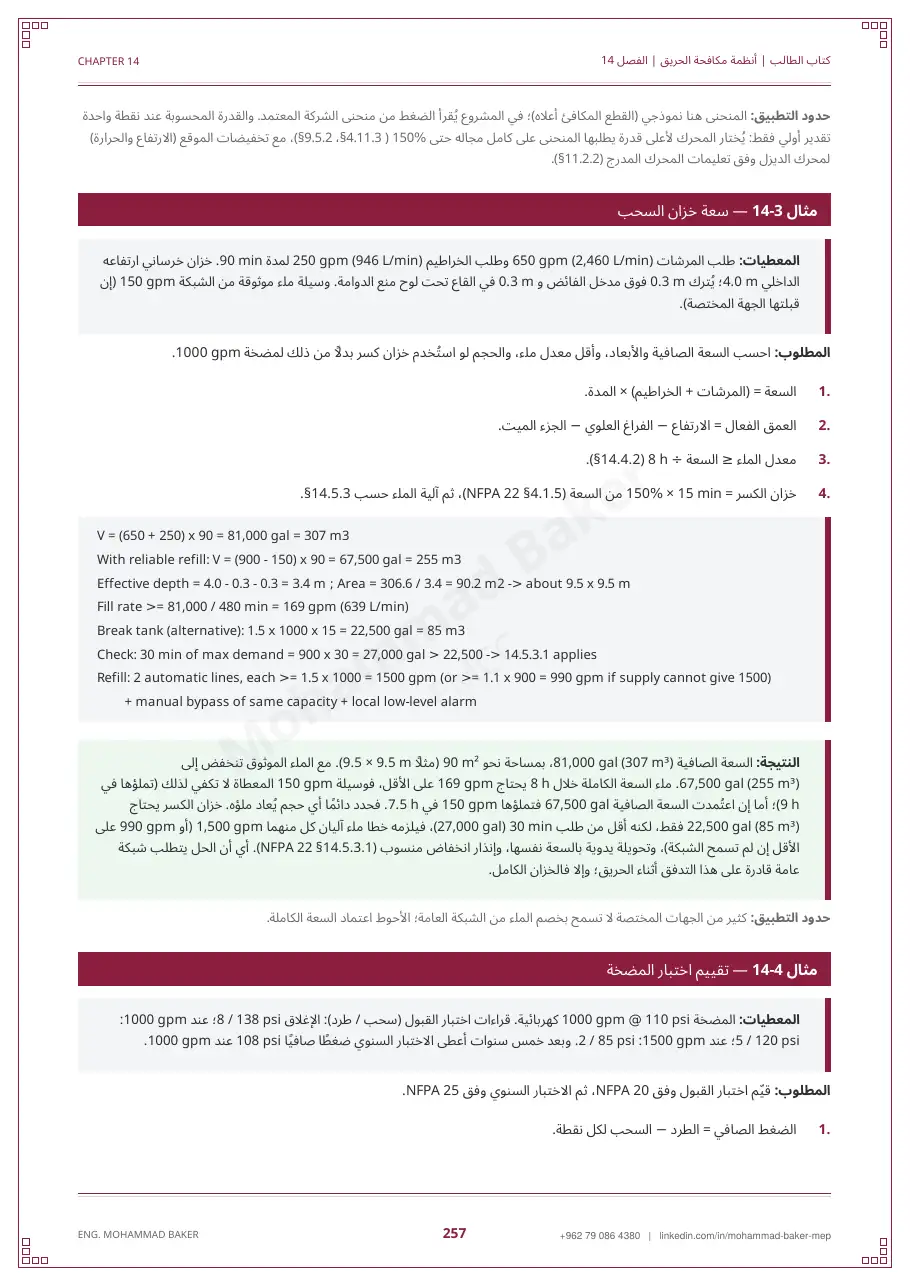 كتاب الطالب | أنظمة مكافحة الحريق | الفصل 14
CHAPTER 14
حدود التطبيق: المنحنى هنا نموذجي (القطع المكافئ أعلاه)؛ في المشروع يُقرأ الضغط من منحنى الشركة المعتمد. والقدرة المحسوبة عند نقطة واحدة
تقدير أولي فقط: يُختار المحرك لأعلى قدرة يطلبها المنحنى على كامل مجاله حتى 150% ( §4.11.3، §9.5.2)، مع تخفيضات الموقع (الارتفاع والحرارة)
لمحرك الديزل وفق تعليمات المحرك المدرج (§11.2.2).
مثال 14-3 — سعة خزان السحب
المعطيات: طلب المرشات 650 gpm (2,460 L/min) وطلب الخراطيم 250 gpm (946 L/min) لمدة 90 min. خزان خرساني ارتفاعه
الداخلي 4.0 m؛ يُترك 0.3 m فوق مدخل الفائض و 0.3 m في القاع تحت لوح منع الدوامة. وسيلة ملء موثوقة من الشبكة 150 gpm (إن
قبلتها الجهة المختصة).
المطلوب: احسب السعة الصافية والأبعاد، وأقل معدل ملء، والحجم لو استُخدم خزان كسر بدلًا من ذلك لمضخة 1000 gpm.
1. السعة = (المرشات + الخراطيم) × المدة.
2. العمق الفعال = الارتفاع − الفراغ العلوي − الجزء الميت.
3. معدل الملء ≥ السعة ÷ 8 h (§14.4.2).
4. خزان الكسر = 15 min × 150% من السعة (NFPA 22 §4.1.5)، ثم آلية الملء حسب §14.5.3.
V = (650 + 250) x 90 = 81,000 gal = 307 m3
With reliable refill: V = (900 - 150) x 90 = 67,500 gal = 255 m3
Effective depth = 4.0 - 0.3 - 0.3 = 3.4 m ; Area = 306.6 / 3.4 = 90.2 m2 -> about 9.5 x 9.5 m
Fill rate >= 81,000 / 480 min = 169 gpm (639 L/min)
Break tank (alternative): 1.5 x 1000 x 15 = 22,500 gal = 85 m3
Check: 30 min of max demand = 900 x 30 = 27,000 gal > 22,500 -> 14.5.3.1 applies
Refill: 2 automatic lines, each >= 1.5 x 1000 = 1500 gpm (or >= 1.1 x 900 = 990 gpm if supply cannot give 1500)
+ manual bypass of same capacity + local low-level alarm
النتيجة: السعة الصافية 81,000 gal (307 m³)، بمساحة نحو 90 m² (مثلًا 9.5 × 9.5 m). مع الملء الموثوق تنخفض إلى
67,500 gal (255 m³). ملء السعة الكاملة خلال 8 h يحتاج 169 gpm على الأقل، فوسيلة 150 gpm المعطاة لا تكفي لذلك (تملؤها في
9 h)؛ أما إن اعتُمدت السعة الصافية 67,500 gal فتملؤها 150 gpm في 7.5 h. فحدد دائمًا أي حجم يُعاد ملؤه. خزان الكسر يحتاج
22,500 gal (85 m³) فقط، لكنه أقل من طلب 30 min (27,000 gal)، فيلزمه خطا ملء آليان كل منهما 1,500 gpm (أو 990 gpm على
الأقل إن لم تسمح الشبكة)، وتحويلة يدوية بالسعة نفسها، وإنذار انخفاض منسوب (NFPA 22 §14.5.3.1). أي أن الحل يتطلب شبكة
عامة قادرة على هذا التدفق أثناء الحريق؛ وإلا فالخزان الكامل.
حدود التطبيق: كثير من الجهات المختصة لا تسمح بخصم الملء من الشبكة العامة؛ الأحوط اعتماد السعة الكاملة.
مثال 14-4 — تقييم اختبار المضخة
المعطيات: المضخة 1000 gpm @ 110 psi كهربائية. قراءات اختبار القبول (سحب / طرد): الإغلاق 8 / 138 psi؛ عند 1000 gpm:
5 / 120 psi؛ عند 1500 gpm: 2 / 85 psi. وبعد خمس سنوات أعطى الاختبار السنوي ضغطًا صافيًا 108 psi عند 1000 gpm.
المطلوب: قيّم اختبار القبول وفق NFPA 20، ثم الاختبار السنوي وفق NFPA 25.
1. الضغط الصافي = الطرد − السحب لكل نقطة.
ENG. MOHAMMAD BAKER
257
+962 79 086 4380 | linkedin.com/in/mohammad-baker-mep
Mohammad Baker